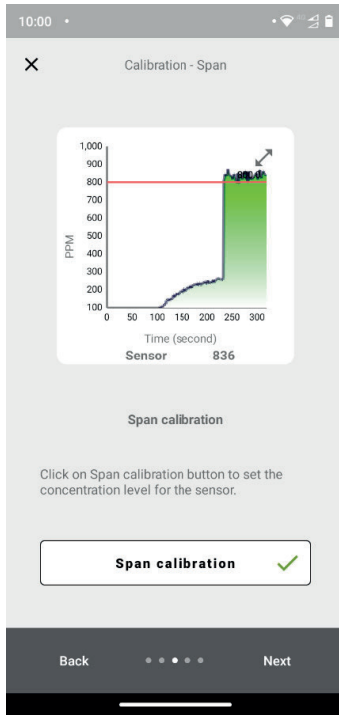 10:00
Calibration - Span
1,000
900
800
700
600
500
400
300
200
100
PPM
0 50 100 150 200 250 300
Time (second)
Sensor 836
Span calibration
Click on Span calibration button to set the
concentration level for the sensor.
Span calibration
Back Next